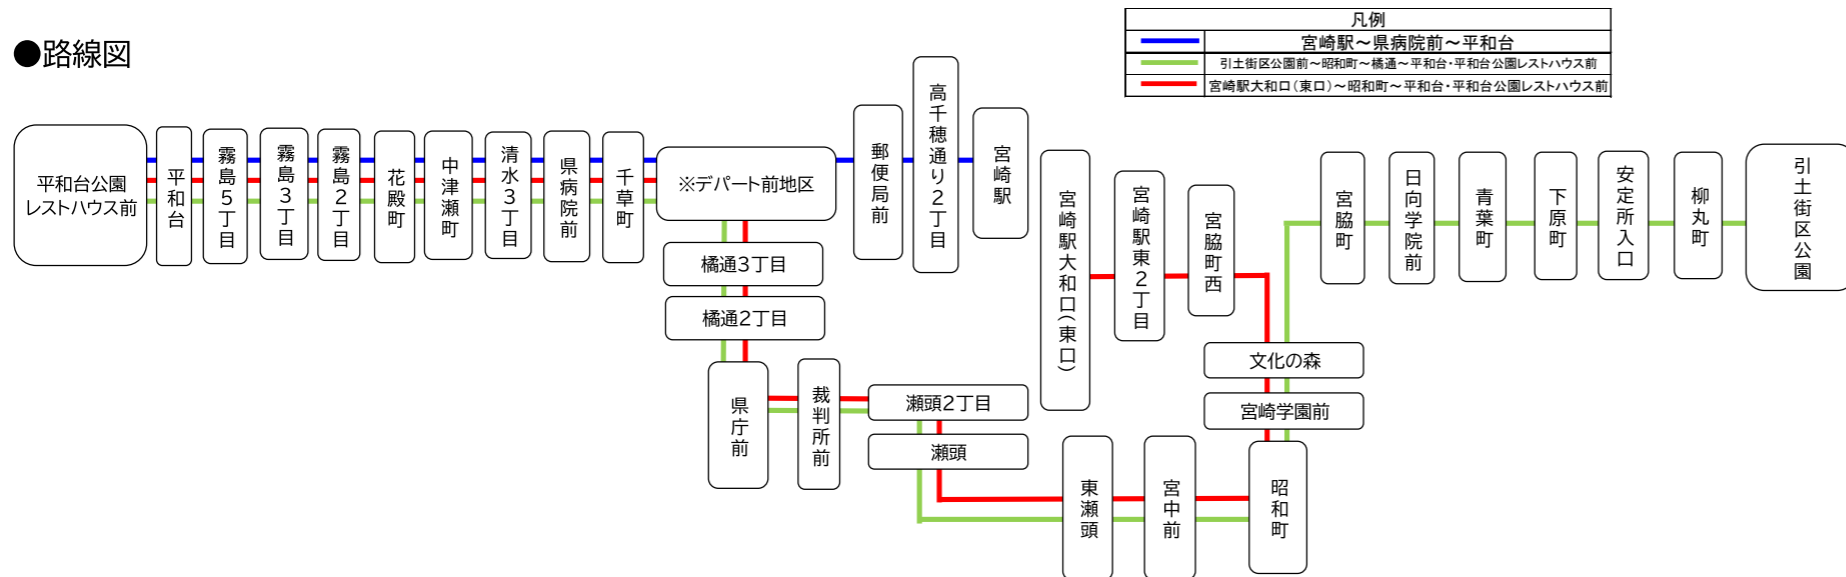 ●路線図
凡例
宮崎駅～県病院前～平和台
引土街区公園前～昭和町～橘通～平和台・平和台公園レストハウス前
宮崎駅大和口(東口)～昭和町～平和台・平和台公園レストハウス前
平和台公園
レストハウス前
平和台
霧島5丁目
霧島3丁目
霧島2丁目
花殿町
中津瀬町
清水3丁目
県病院前
千草町
※デパート前地区
郵便局前
高千穂通り2丁目
宮崎駅
橘通3丁目
橘通2丁目
県庁前
裁判所前
瀬頭2丁目
瀬頭
東瀬頭
宮中前
昭和町
宮崎学園前
文化の森
宮脇町西
宮崎駅東2丁目
宮崎駅大和口(東口)
宮脇町
日向学院前
青葉町
下原町
安定所入口
柳丸町
引土街区公園